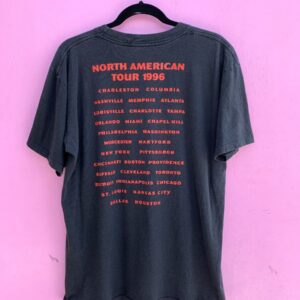 NORTH AMERICAN
TOUR 1996
CHARLESTON COLUMBIA
NASHVILLE MEMPHIS ATLANTA
LOUISVILLE CHARLOTTE TAMPA
ORLANDO MIAMI CHAPEL HILL
PHILADELPHIA WASHINGTON
WORCESTER HARTFORD
NEW YORK PITTSBURGH
CINCINNATI BOSTON PROVIDENCE
BUFFALO CLEVELAND TORONTO
DETROIT INDIANAPOLIS CHICAGO
ST. LOUIS KANSAS CITY
DALLAS HOUSTON